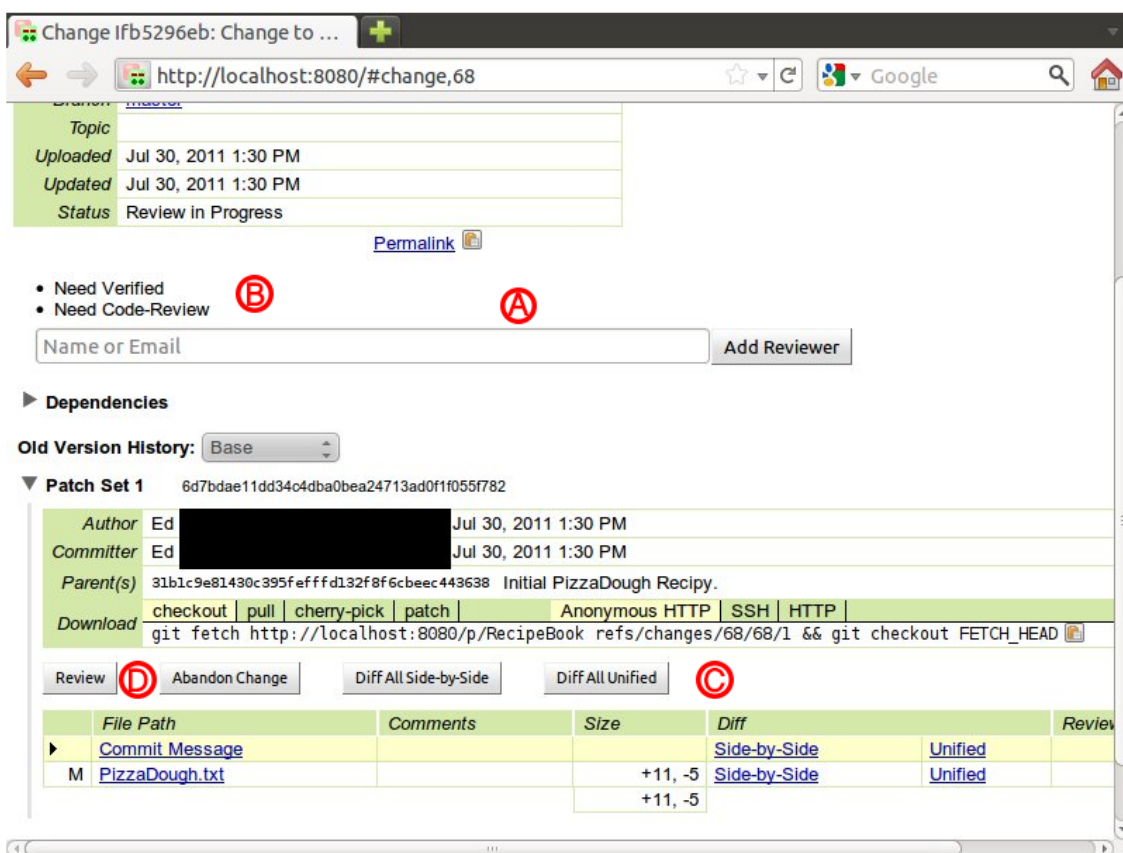 Change Ifb5296eb: Change to ...
http://localhost:8080/#change,68 Google
Branch master
Topic
Uploaded Jul 30, 2011 1:30 PM
Updated Jul 30, 2011 1:30 PM
Status Review in Progress
Permalink
• Need Verified
• Need Code-Review
B
A
Name or Email Add Reviewer
Dependencies
Old Version History: Base
Patch Set 1 6d7bdae11dd34c4dba0bea24713ad0f1f055f782
Author Ed Jul 30, 2011 1:30 PM
Committer Ed Jul 30, 2011 1:30 PM
Parent(s) 31b1c9e81430c395fefffd132f8f6cbeec443638 Initial PizzaDough Recipy.
Download checkout | pull | cherry-pick | patch | Anonymous HTTP | SSH | HTTP |
git fetch http://localhost:8080/p/RecipeBook refs/changes/68/68/1 && git checkout FETCH_HEAD
Review D Abandon Change Diff All Side-by-Side Diff All Unified C
File Path Comments Size Diff Review
Commit Message Side-by-Side Unified
M PizzaDough.txt +11, -5 Side-by-Side Unified
+11, -5